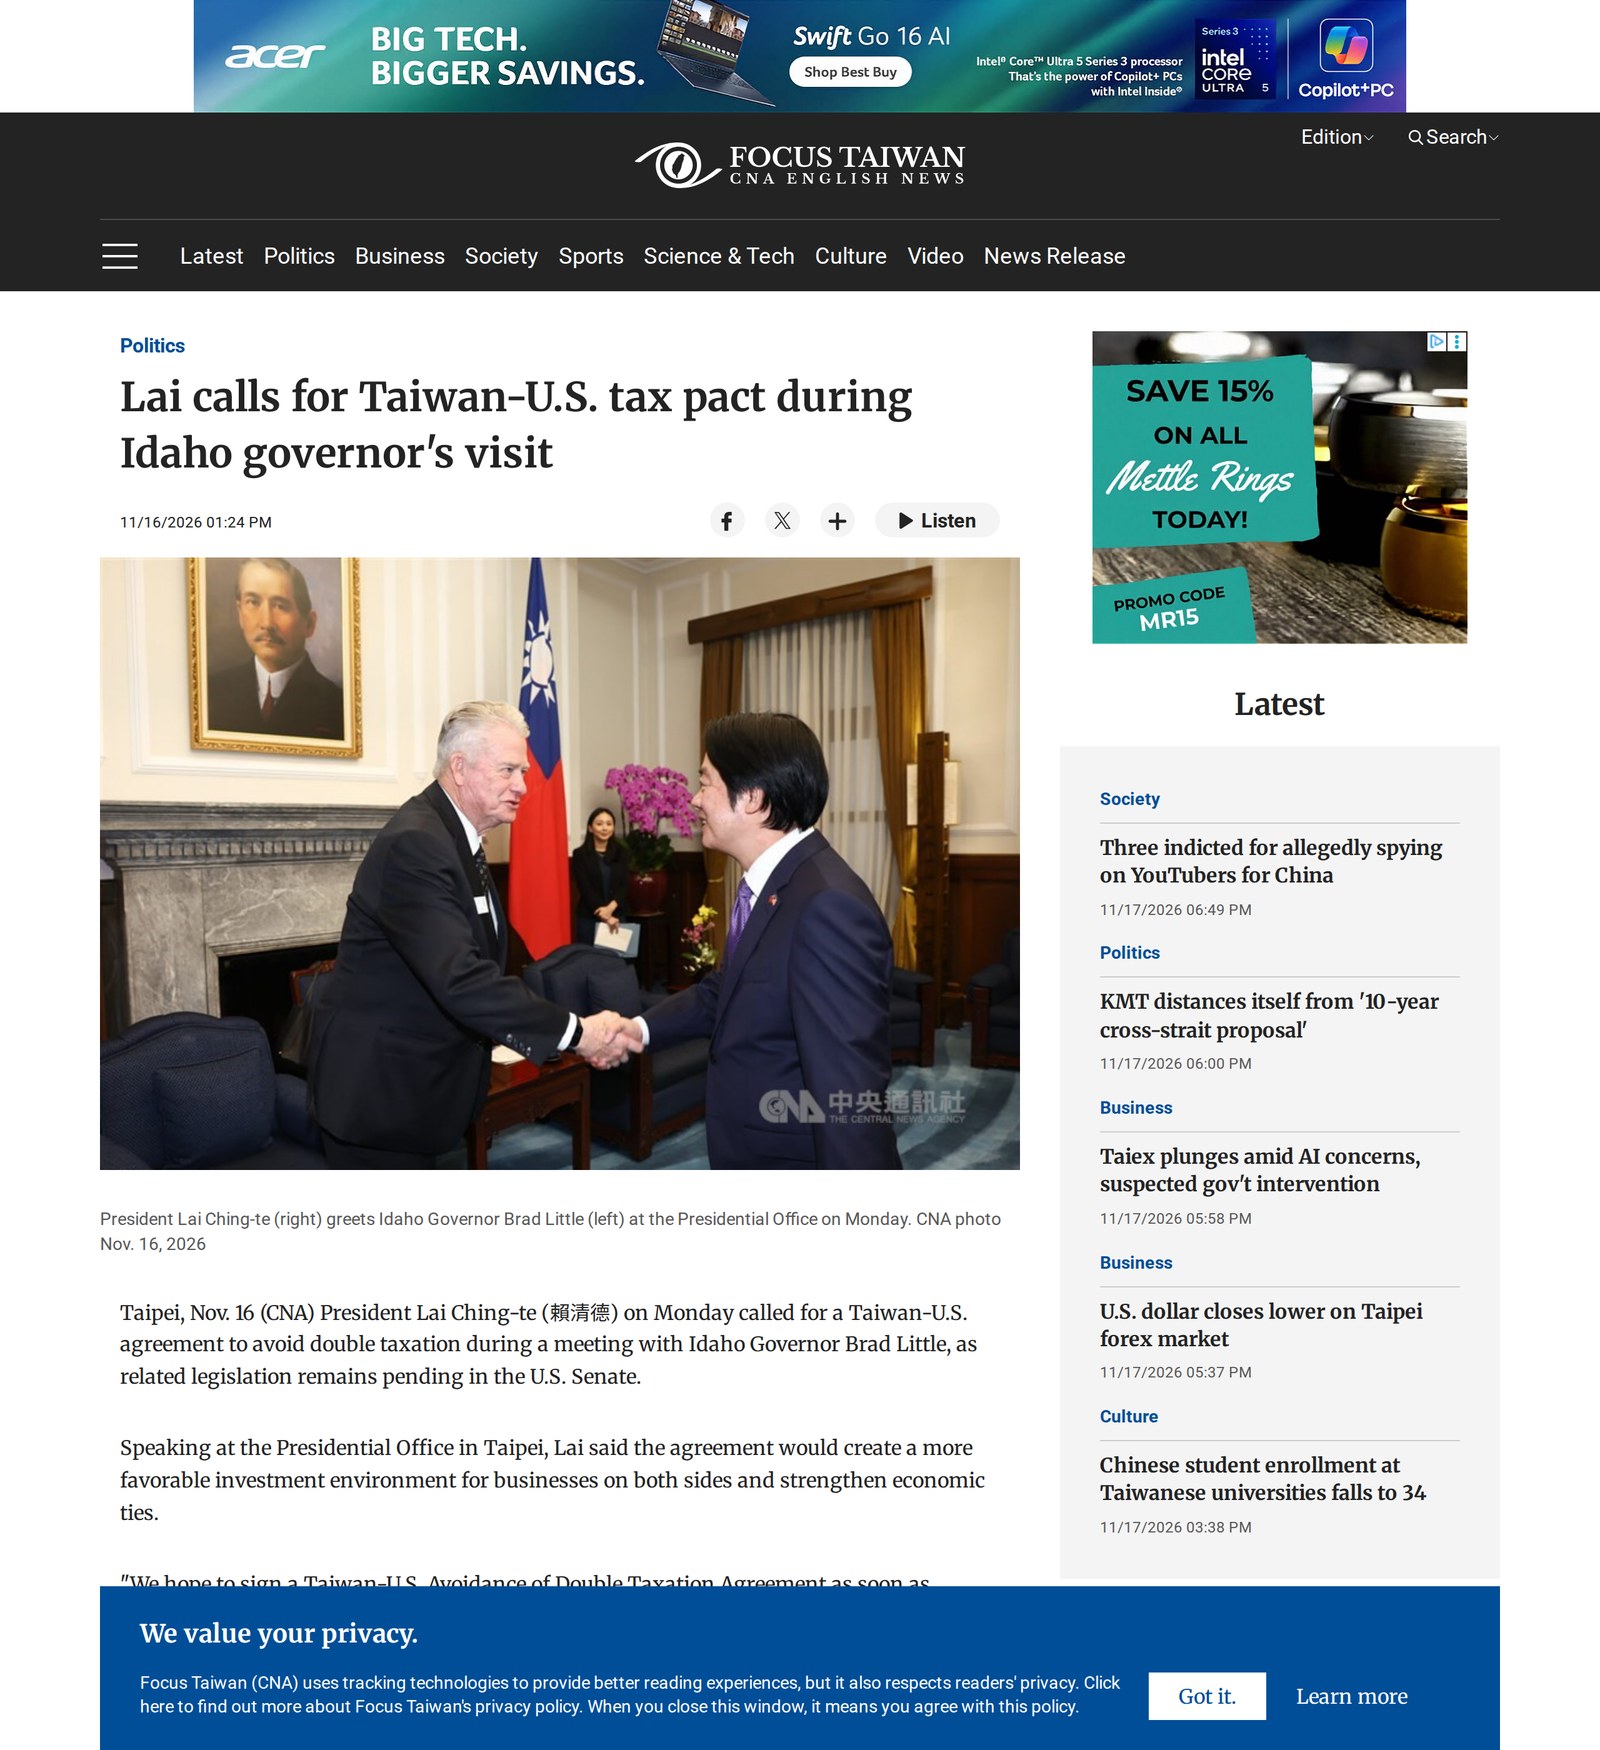 acer
BIG TECH.
BIGGER SAVINGS.
Swift Go 16 AI
Shop Best Buy
Intel® Core™ Ultra 5 Series 3 processor
That's the power of Copilot+ PCs
with Intel Inside®
Series 3
intel
CORE
ULTRA 5
Copilot+PC
FOCUS TAIWAN
CNA ENGLISH NEWS
Edition
Search
Latest Politics Business Society Sports Science & Tech Culture Video News Release
Politics
Lai calls for Taiwan-U.S. tax pact during
Idaho governor's visit
11/16/2026 01:24 PM
Listen
CNA 中央通訊社
THE CENTRAL NEWS AGENCY
President Lai Ching-te (right) greets Idaho Governor Brad Little (left) at the Presidential Office on Monday. CNA photo
Nov. 16, 2026
Taipei, Nov. 16 (CNA) President Lai Ching-te (賴清德) on Monday called for a Taiwan-U.S.
agreement to avoid double taxation during a meeting with Idaho Governor Brad Little, as
related legislation remains pending in the U.S. Senate.
Speaking at the Presidential Office in Taipei, Lai said the agreement would create a more
favorable investment environment for businesses on both sides and strengthen economic
ties.
"We hope to sign a Taiwan-U.S. Avoidance of Double Taxation Agreement as soon as
SAVE 15%
ON ALL
Mettle Rings
TODAY!
PROMO CODE
MR15
Latest
Society
Three indicted for allegedly spying
on YouTubers for China
11/17/2026 06:49 PM
Politics
KMT distances itself from '10-year
cross-strait proposal'
11/17/2026 06:00 PM
Business
Taiex plunges amid AI concerns,
suspected gov't intervention
11/17/2026 05:58 PM
Business
U.S. dollar closes lower on Taipei
forex market
11/17/2026 05:37 PM
Culture
Chinese student enrollment at
Taiwanese universities falls to 34
11/17/2026 03:38 PM
We value your privacy.
Focus Taiwan (CNA) uses tracking technologies to provide better reading experiences, but it also respects readers' privacy. Click
here to find out more about Focus Taiwan's privacy policy. When you close this window, it means you agree with this policy.
Got it.
Learn more